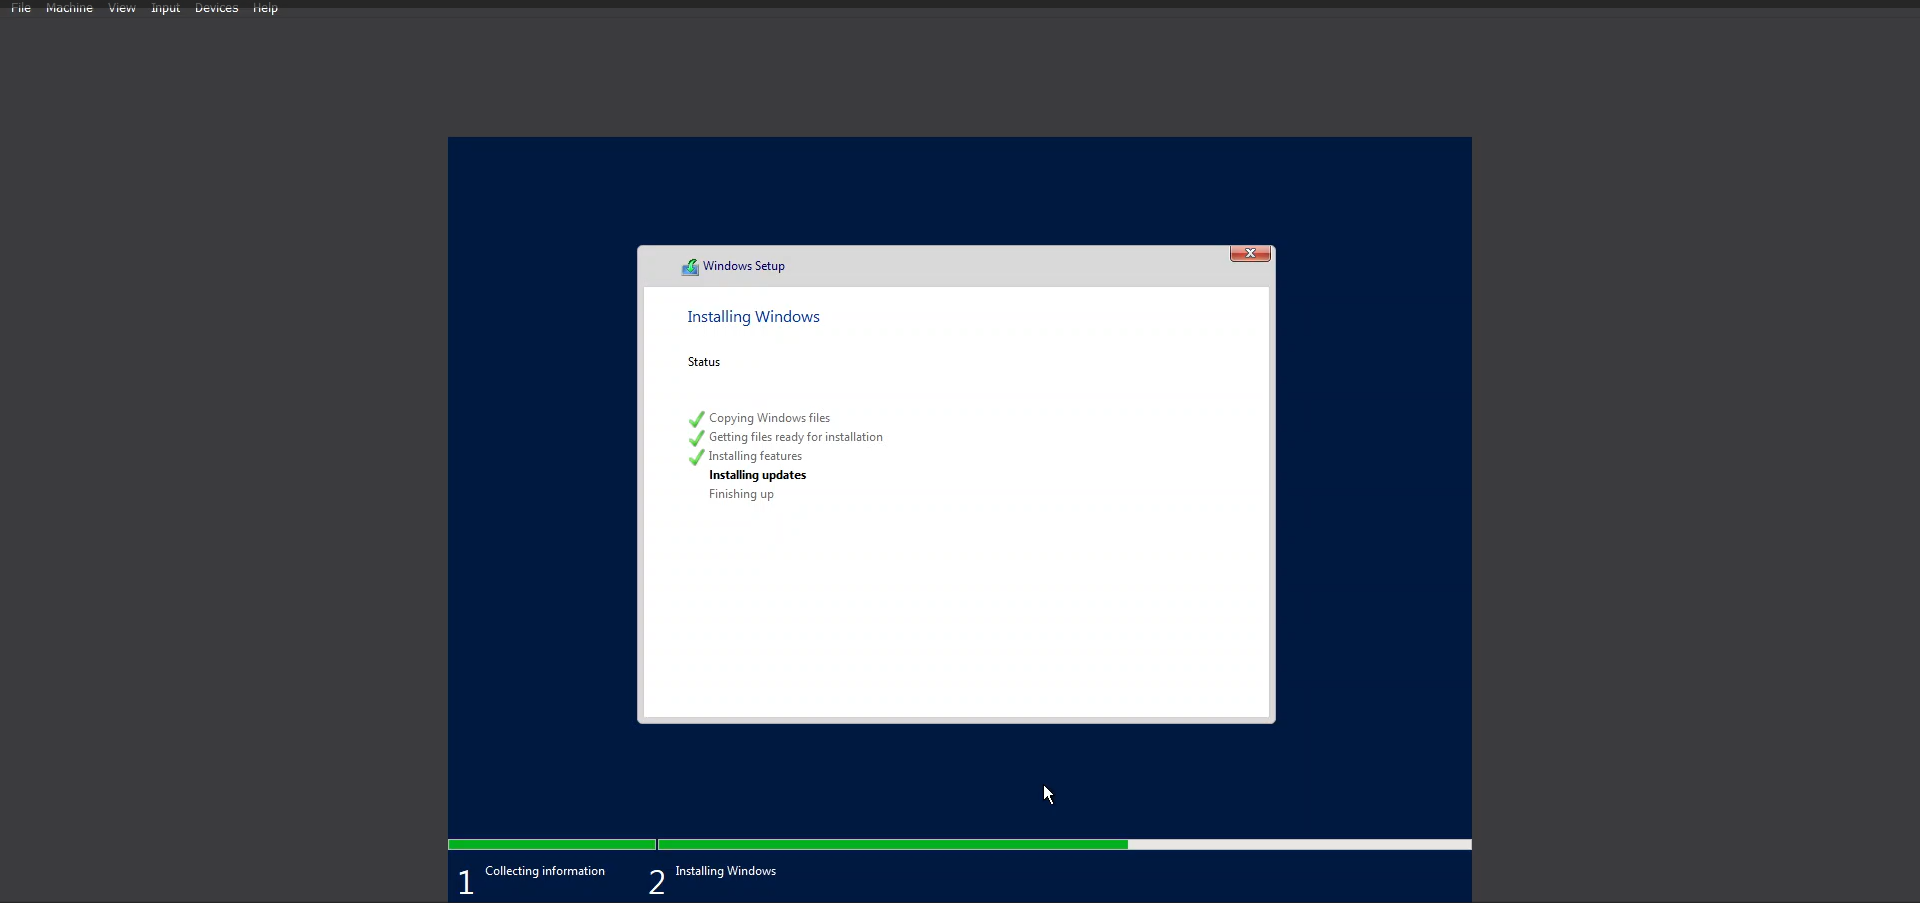 File Machine View Input Devices Help
Windows Setup
Installing Windows
Status
Copying Windows files
Getting files ready for installation
Installing features
Installing updates
Finishing up
1 Collecting information 2 Installing Windows